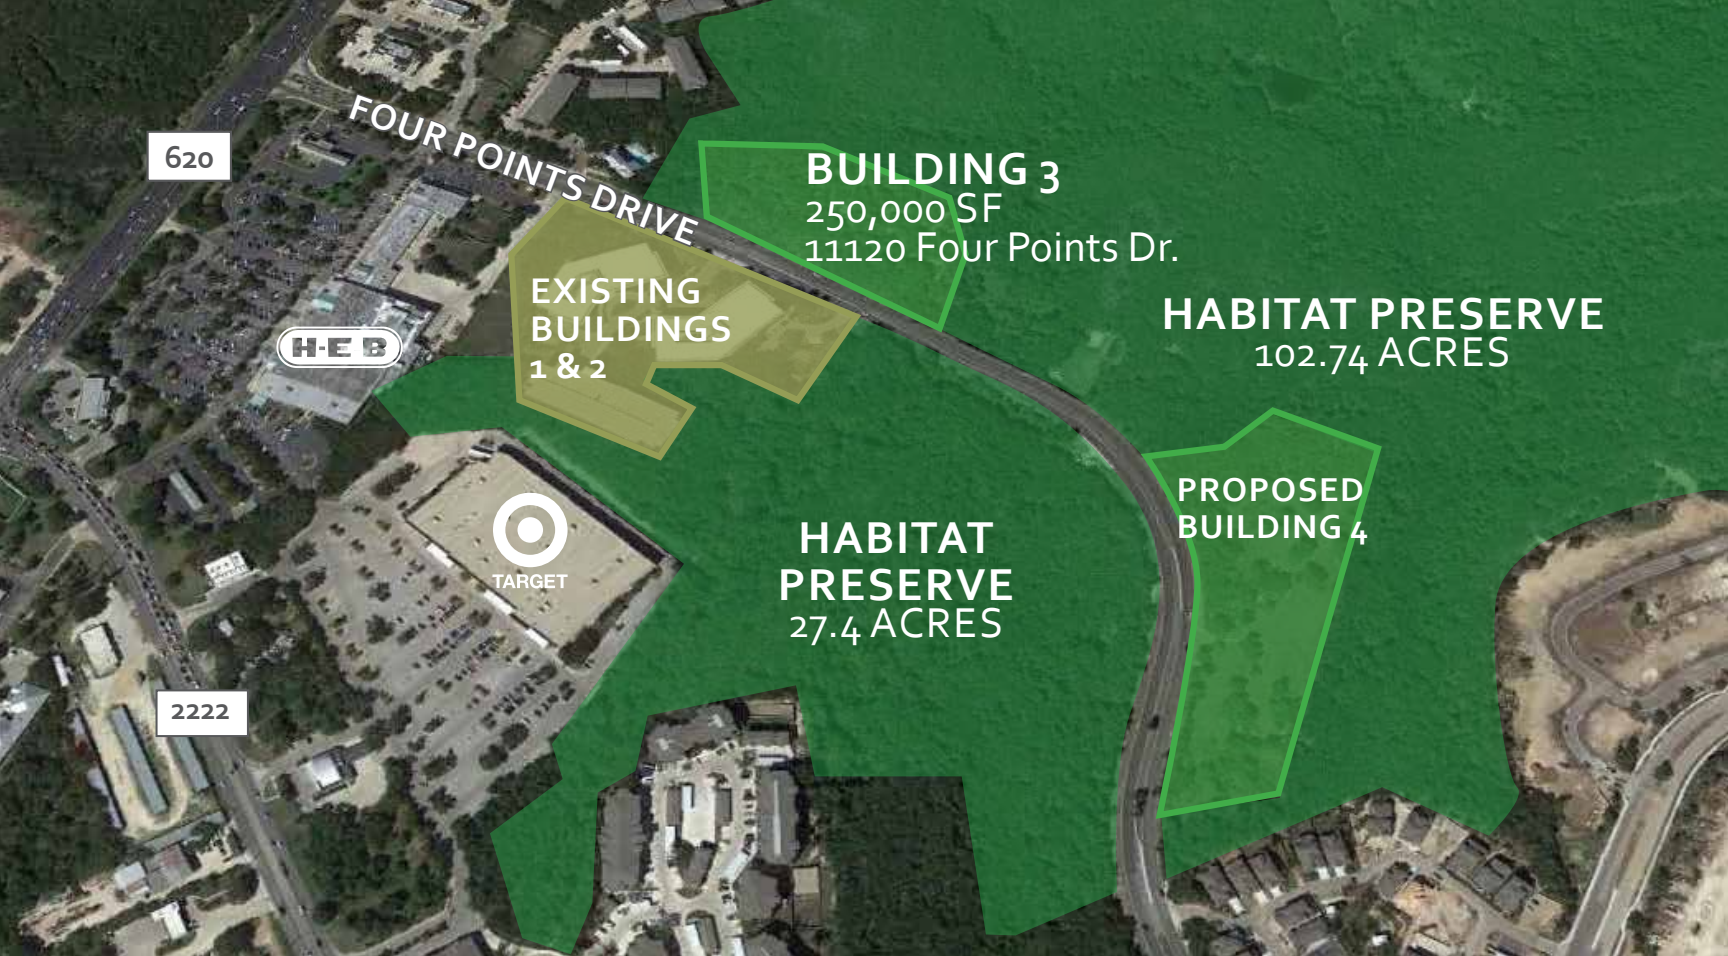 FOUR POINTS DRIVE
620
BUILDING 3
250,000 SF
11120 Four Points Dr.
EXISTING
BUILDINGS
1 & 2
HABITAT PRESERVE
102.74 ACRES
H-E-B
PROPOSED
BUILDING 4
HABITAT
PRESERVE
27.4 ACRES
TARGET
2222